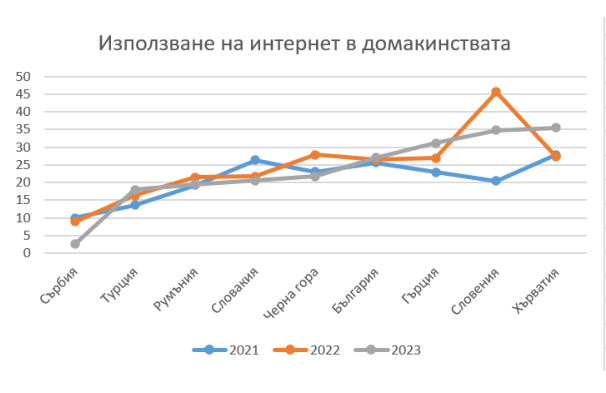 Използване на интернет в домакинствата
50
45
40
35
30
25
20
15
10
5
0
Сърбия
Турция
Румъния
Словакия
Черна гора
България
Гърция
Словения
Хърватия
2021 2022 2023